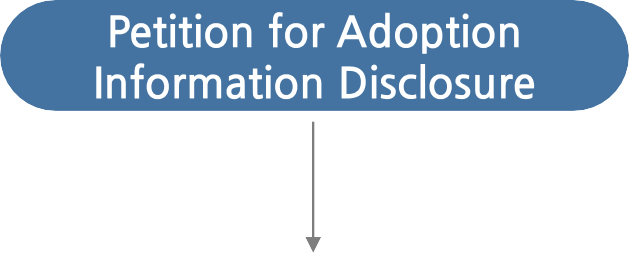 Petition for Adoption
Information Disclosure